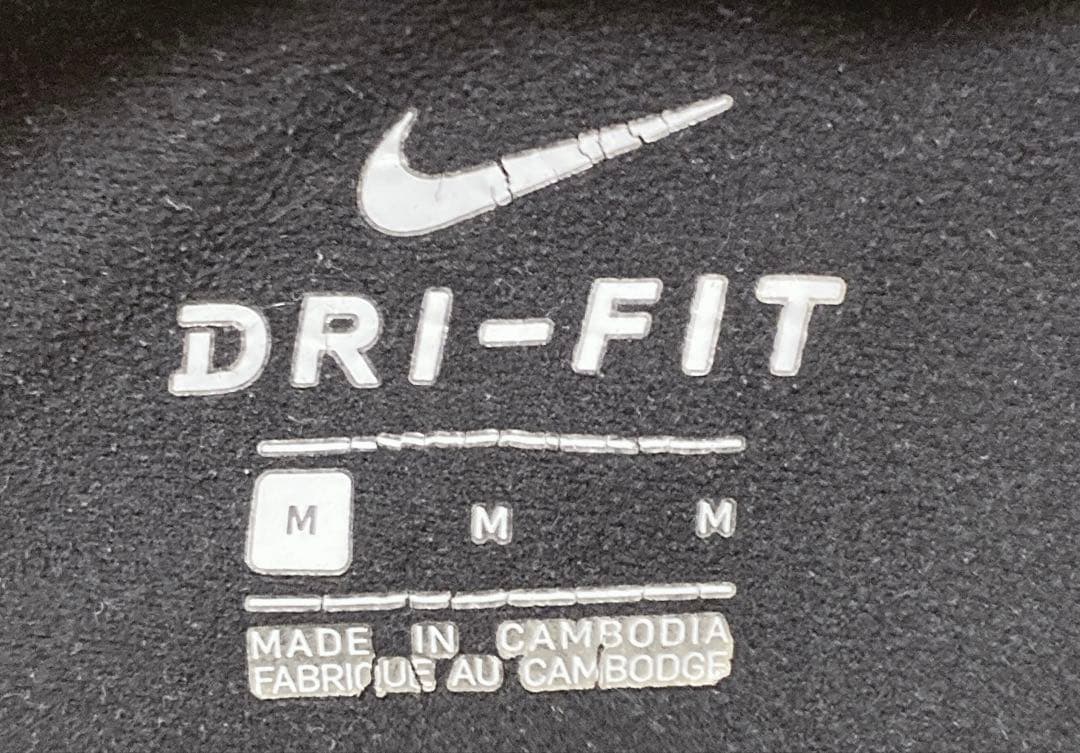 DRI-FIT
M M M
MADE IN CAMBODIA
FABRIQUE AU CAMBODGE